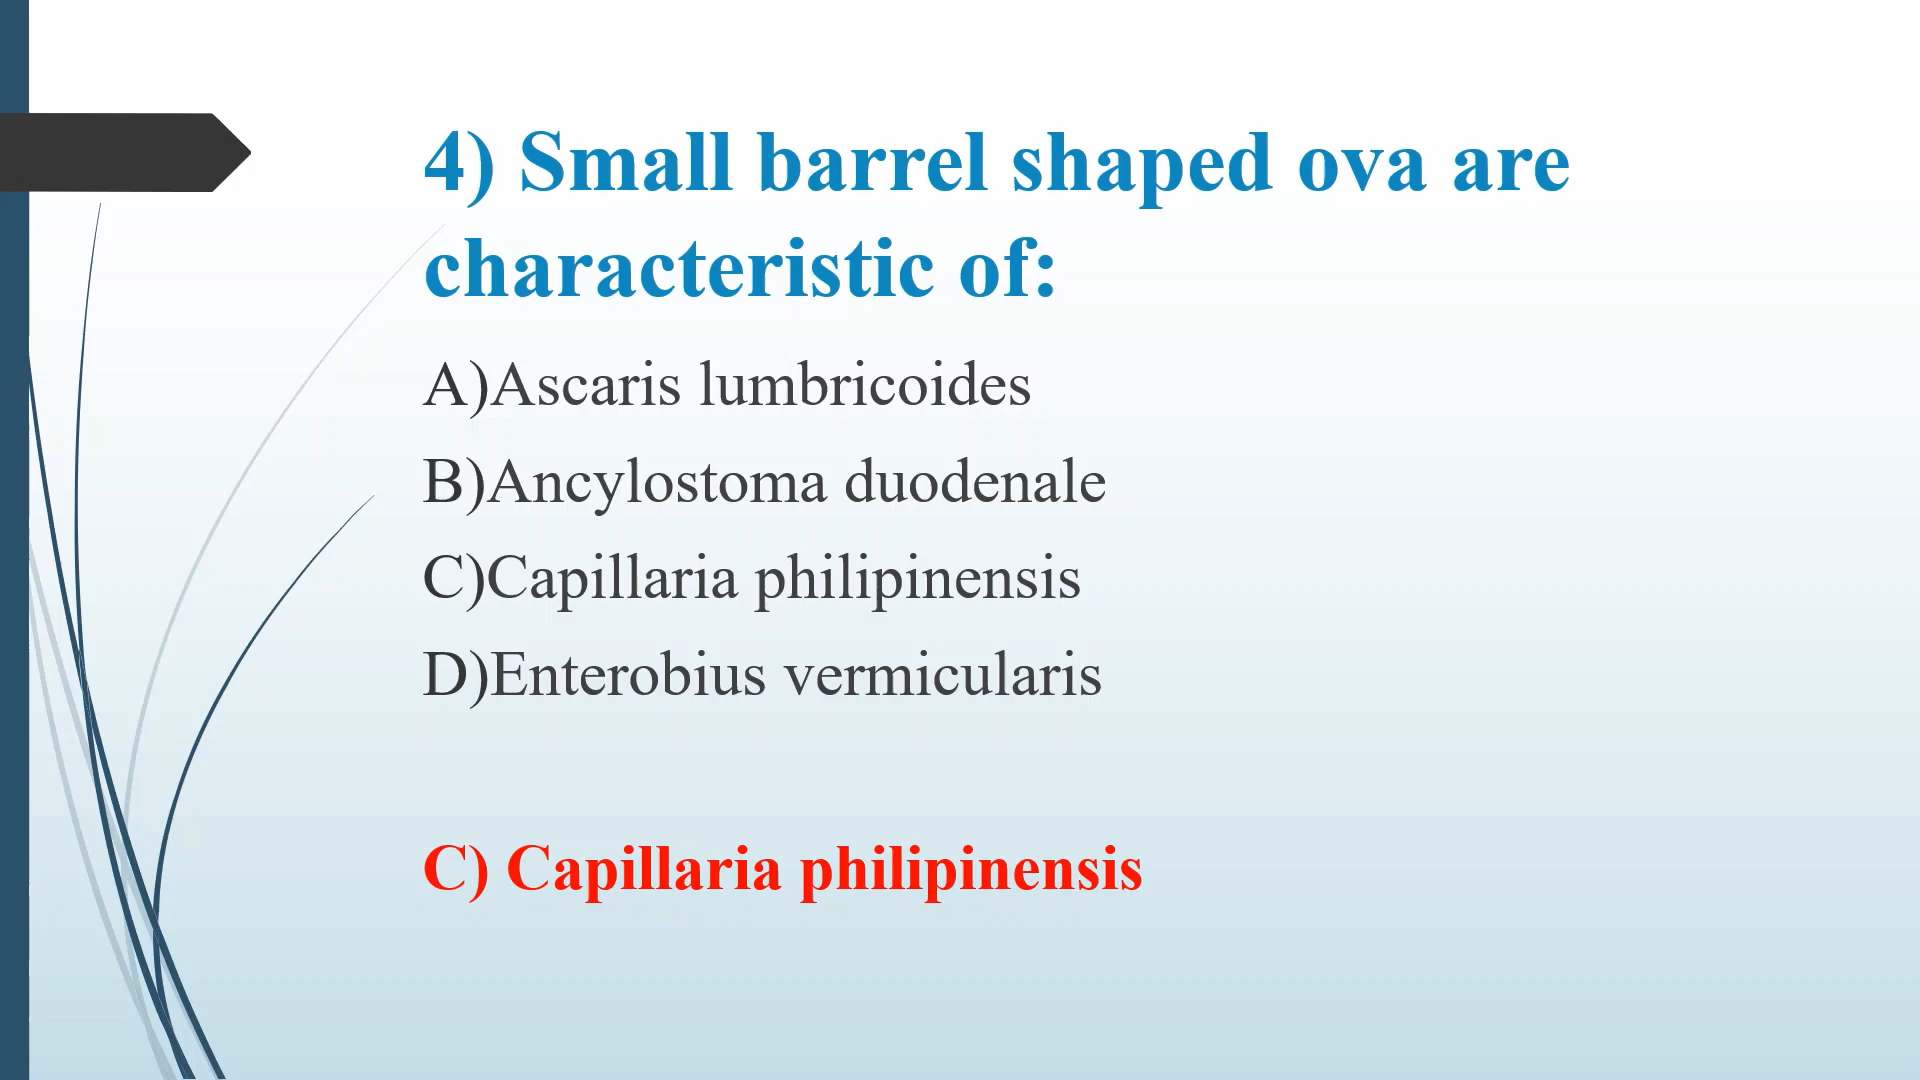 4) Small barrel shaped ova are
characteristic of:
A)Ascaris lumbricoides
B)Ancylostoma duodenale
C)Capillaria philipinensis
D)Enterobius vermicularis
C) Capillaria philipinensis